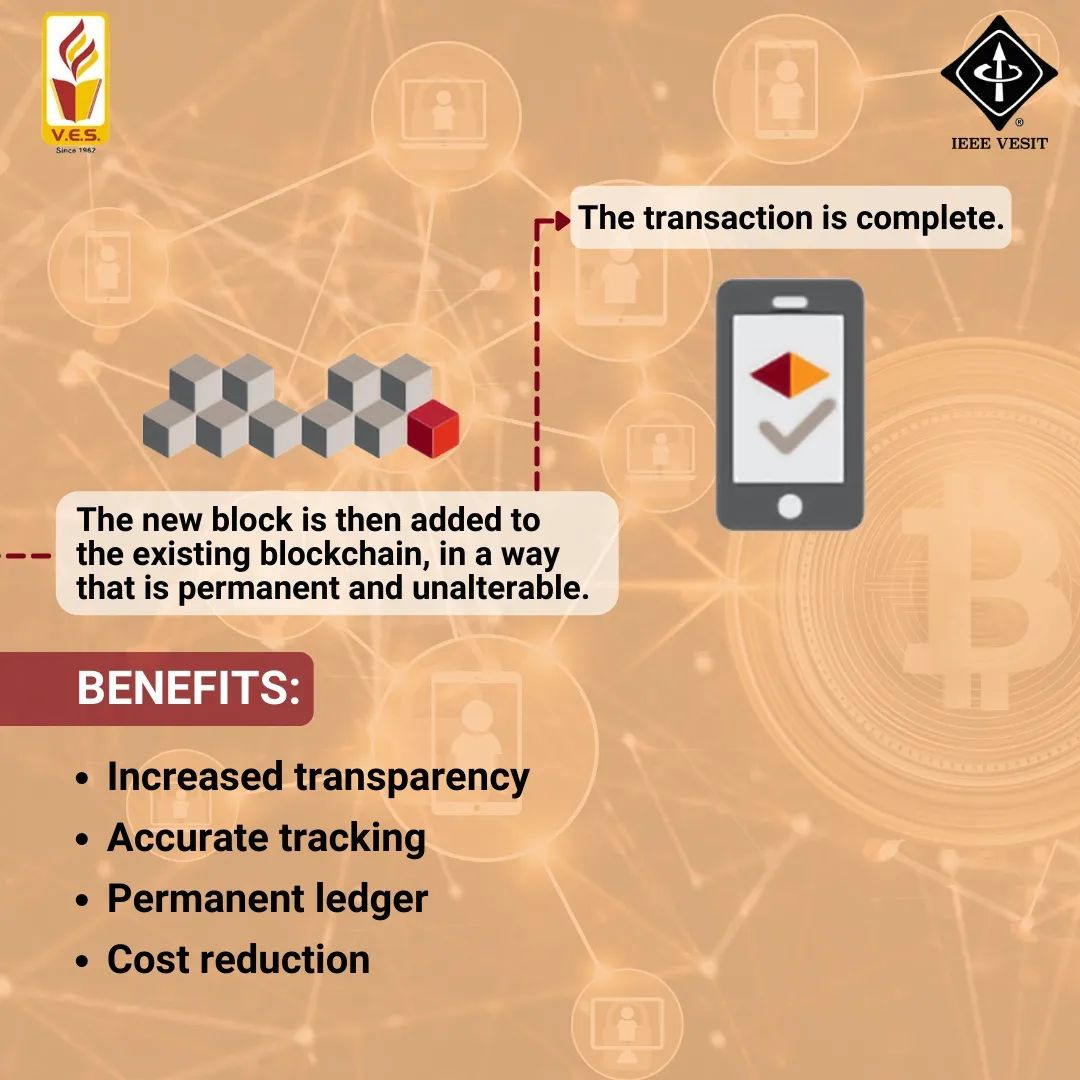 V.E.S.
Since 1962
IEEE VESIT
The transaction is complete.
The new block is then added to
the existing blockchain, in a way
that is permanent and unalterable.
BENEFITS:
• Increased transparency
• Accurate tracking
• Permanent ledger
• Cost reduction